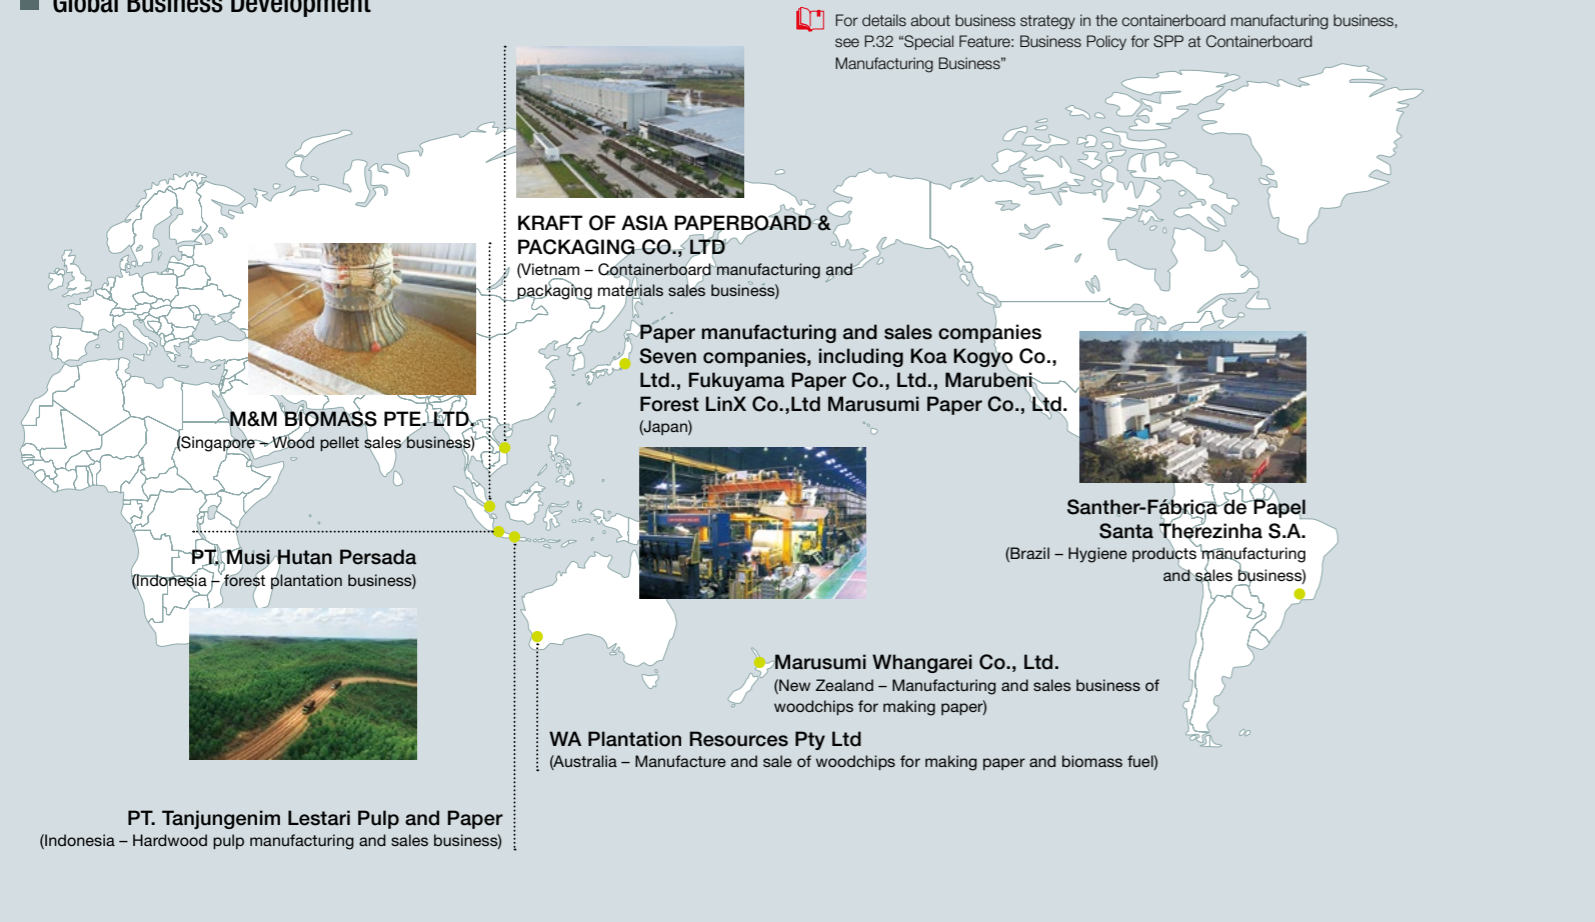 Global Business Development
For details about business strategy in the containerboard manufacturing business,
see P.32 “Special Feature: Business Policy for SPP at Containerboard
Manufacturing Business”
KRAFT OF ASIA PAPERBOARD &
PACKAGING CO., LTD
(Vietnam – Containerboard manufacturing and
packaging materials sales business)
Paper manufacturing and sales companies
Seven companies, including Koa Kogyo Co.,
Ltd., Fukuyama Paper Co., Ltd., Marubeni
Forest LinX Co.,Ltd Marusumi Paper Co., Ltd.
(Japan)
M&M BIOMASS PTE. LTD.
(Singapore – Wood pellet sales business)
Santher-Fábrica de Papel
Santa Therezinha S.A.
(Brazil – Hygiene products manufacturing
and sales business)
PT. Musi Hutan Persada
(Indonesia – forest plantation business)
Marusumi Whangarei Co., Ltd.
(New Zealand – Manufacturing and sales business of
woodchips for making paper)
WA Plantation Resources Pty Ltd
(Australia – Manufacture and sale of woodchips for making paper and biomass fuel)
PT. Tanjungenim Lestari Pulp and Paper
(Indonesia – Hardwood pulp manufacturing and sales business)